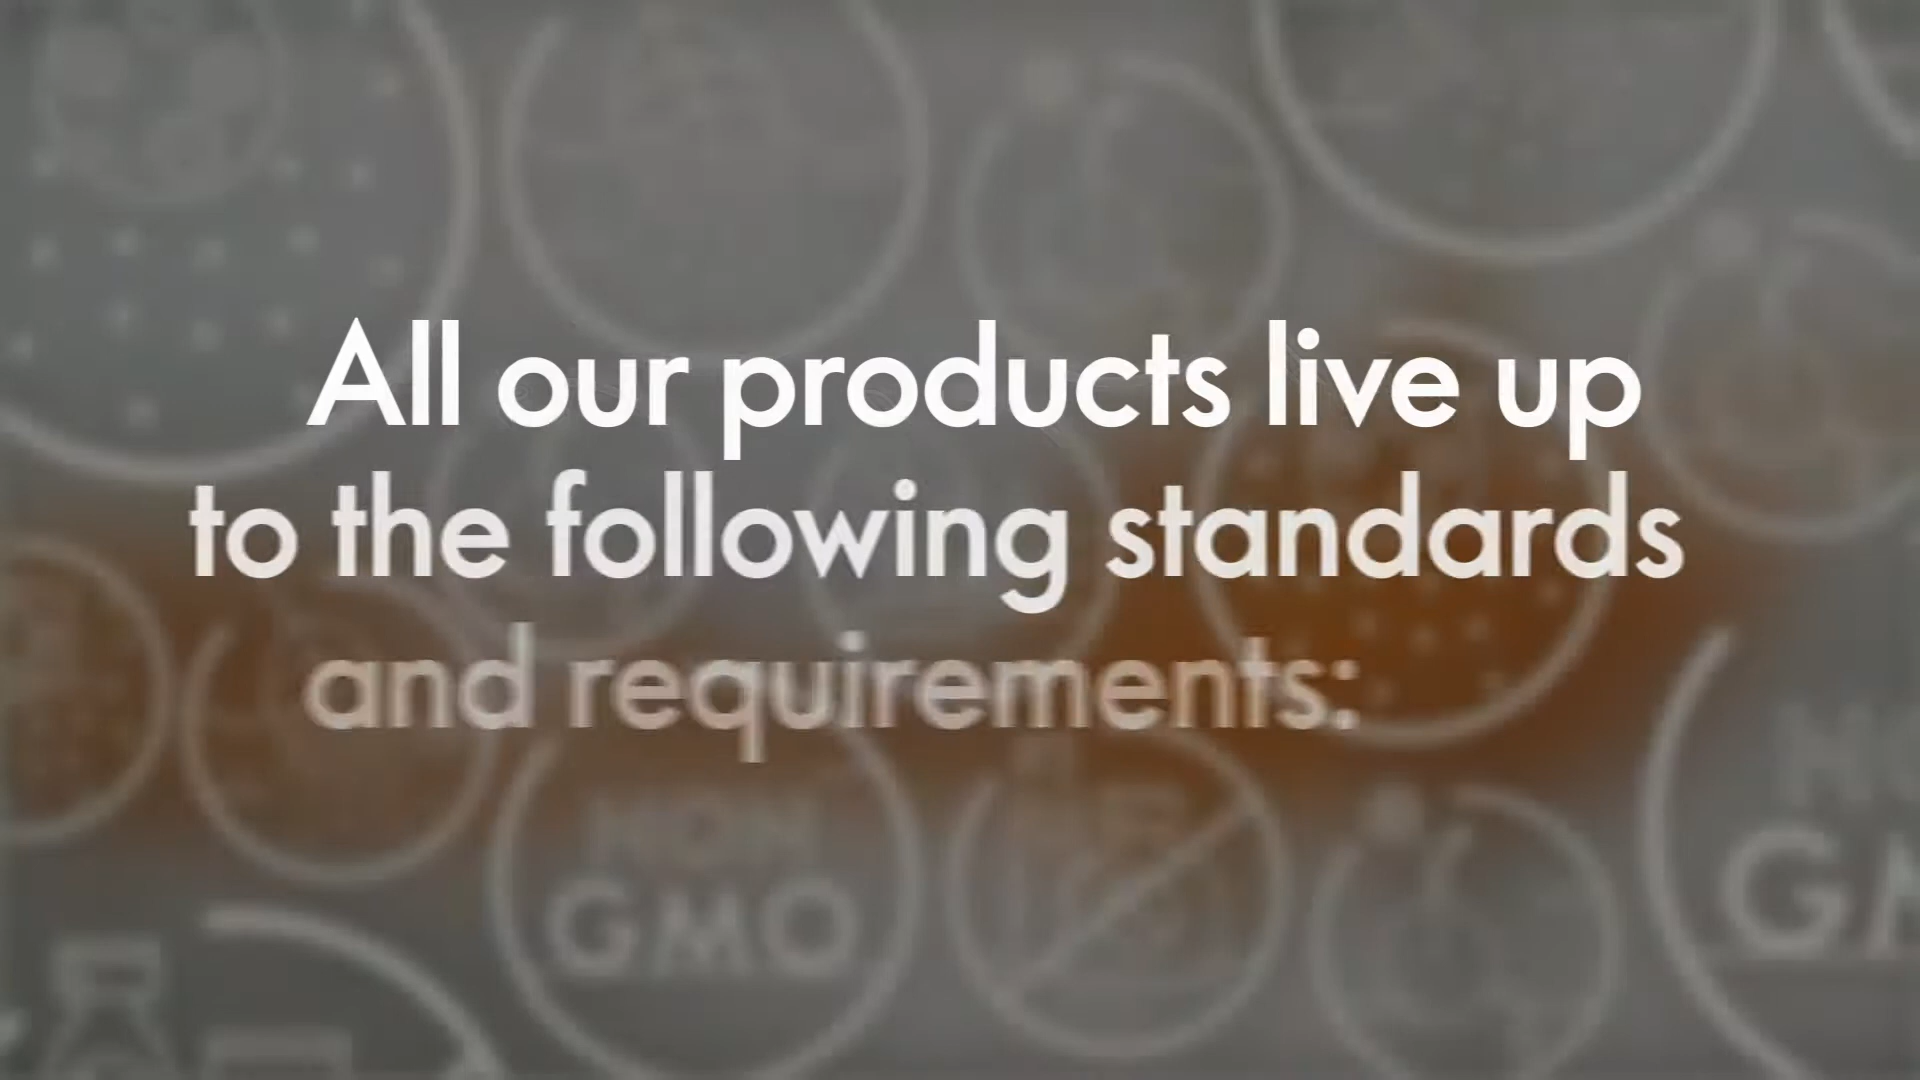 All our products live up
to the following standards
and requirements:
NON
GMO
GM